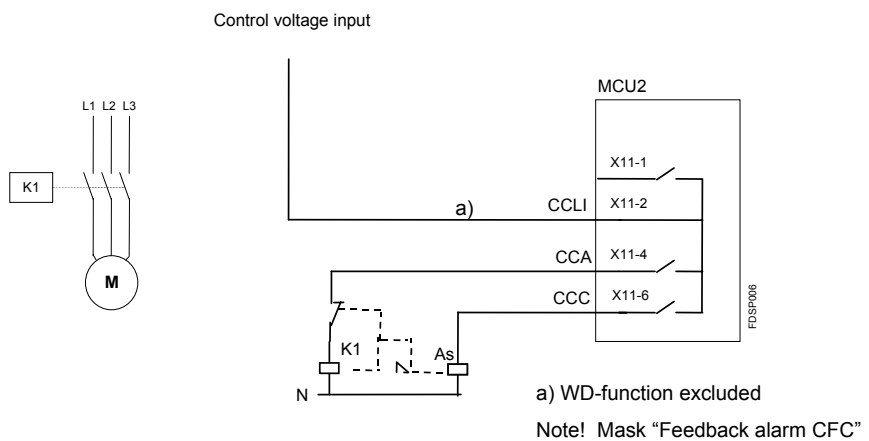 Control voltage input
MCU2
L1 L2 L3
K1
M
X11-1
a) CCLI X11-2
CCA X11-4
CCC X11-6
FDSP006
K1 As
N
a) WD-function excluded
Note! Mask “Feedback alarm CFC”